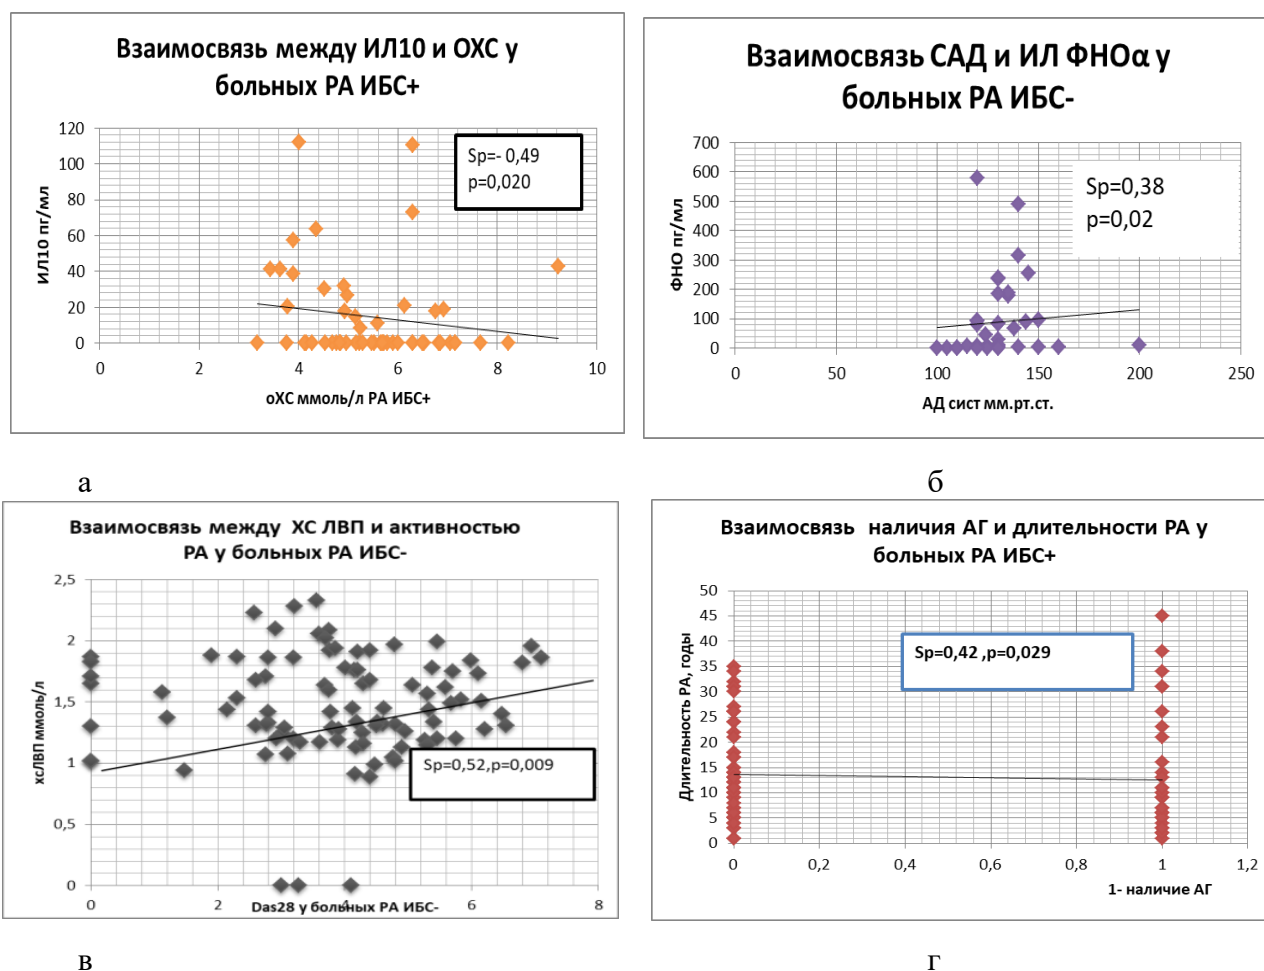 Взаимосвязь между ИЛ10 и ОХС у
больных РА ИБС+
Sp=- 0,49
p=0,020
ИЛ10 пг/мл
120
100
80
60
40
20
0
0 2 4 6 8 10
оХС ммоль/л РА ИБС+
а
Взаимосвязь САД и ИЛ ФНОα у
больных РА ИБС-
Sp=0,38
p=0,02
ФНО пг/мл
700
600
500
400
300
200
100
0
0 50 100 150 200 250
АД сист мм.рт.ст.
б
Взаимосвязь между ХС ЛВП и активностью
РА у больных РА ИБС-
хсЛВП ммоль/л
2,5
2
1,5
1
0,5
0
Sp=0,52,p=0,009
0 2 4 6 8
Das28 у больных РА ИБС-
в
Взаимосвязь наличия АГ и длительности РА у
больных РА ИБС+
Sp=0,42 ,p=0,029
Длительность РА, годы
50
45
40
35
30
25
20
15
10
5
0
0 0,2 0,4 0,6 0,8 1 1,2
1- наличие АГ
г